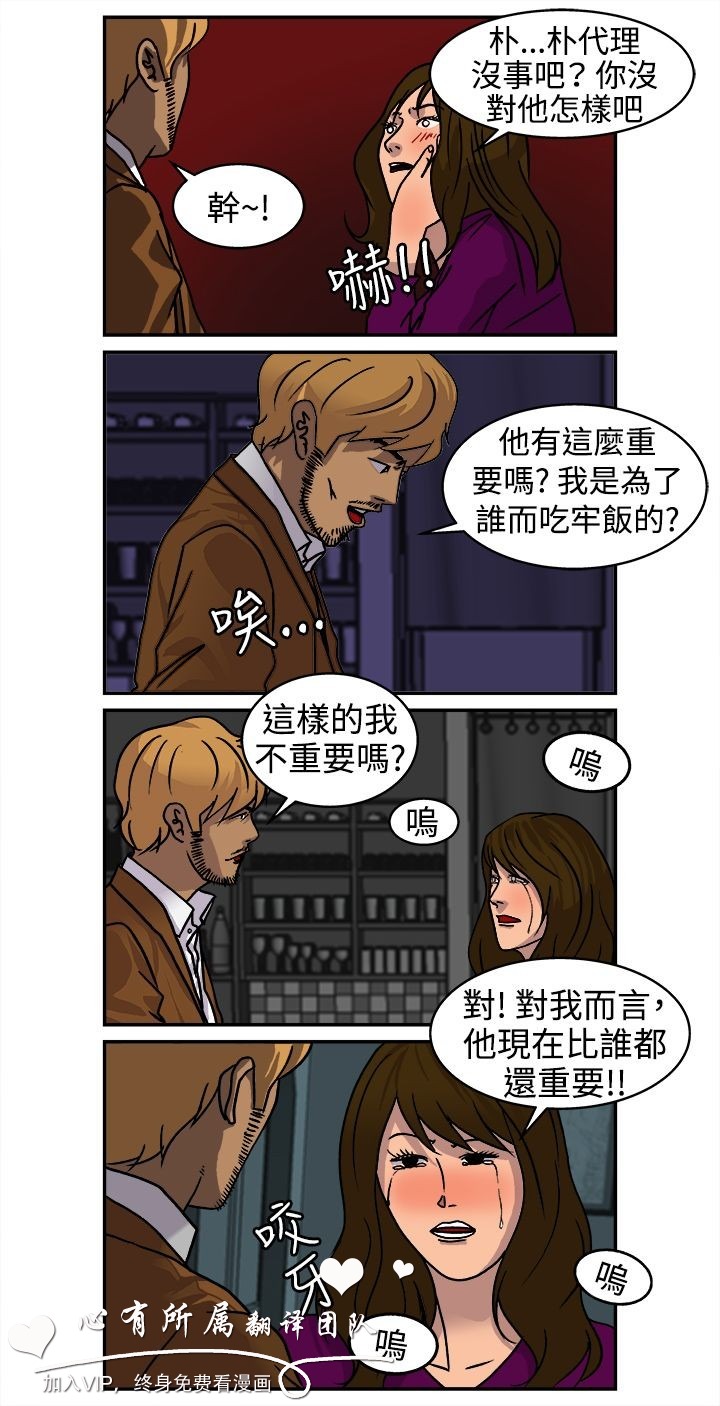 朴...朴代理
沒事吧？你沒
對他怎樣吧
幹~!
嚇!!
他有這麼重
要嗎? 我是為了
誰而吃牢飯的?
唉...
這樣的我
不重要嗎?
嗚
嗚
對! 對我而言,
他現在比誰都
還重要!!
咬牙
嗚
嗚
心有所属翻译团队
加入VIP，终身免费看漫画